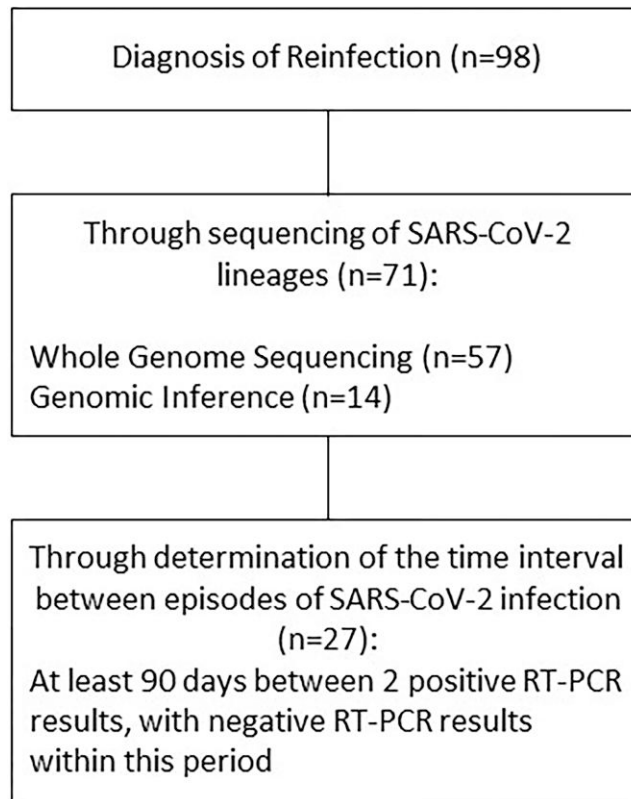 Diagnosis of Reinfection (n=98)
Through sequencing of SARS-CoV-2
lineages (n=71):
Whole Genome Sequencing (n=57)
Genomic Inference (n=14)
Through determination of the time interval
between episodes of SARS-CoV-2 infection
(n=27):
At least 90 days between 2 positive RT-PCR
results, with negative RT-PCR results
within this period